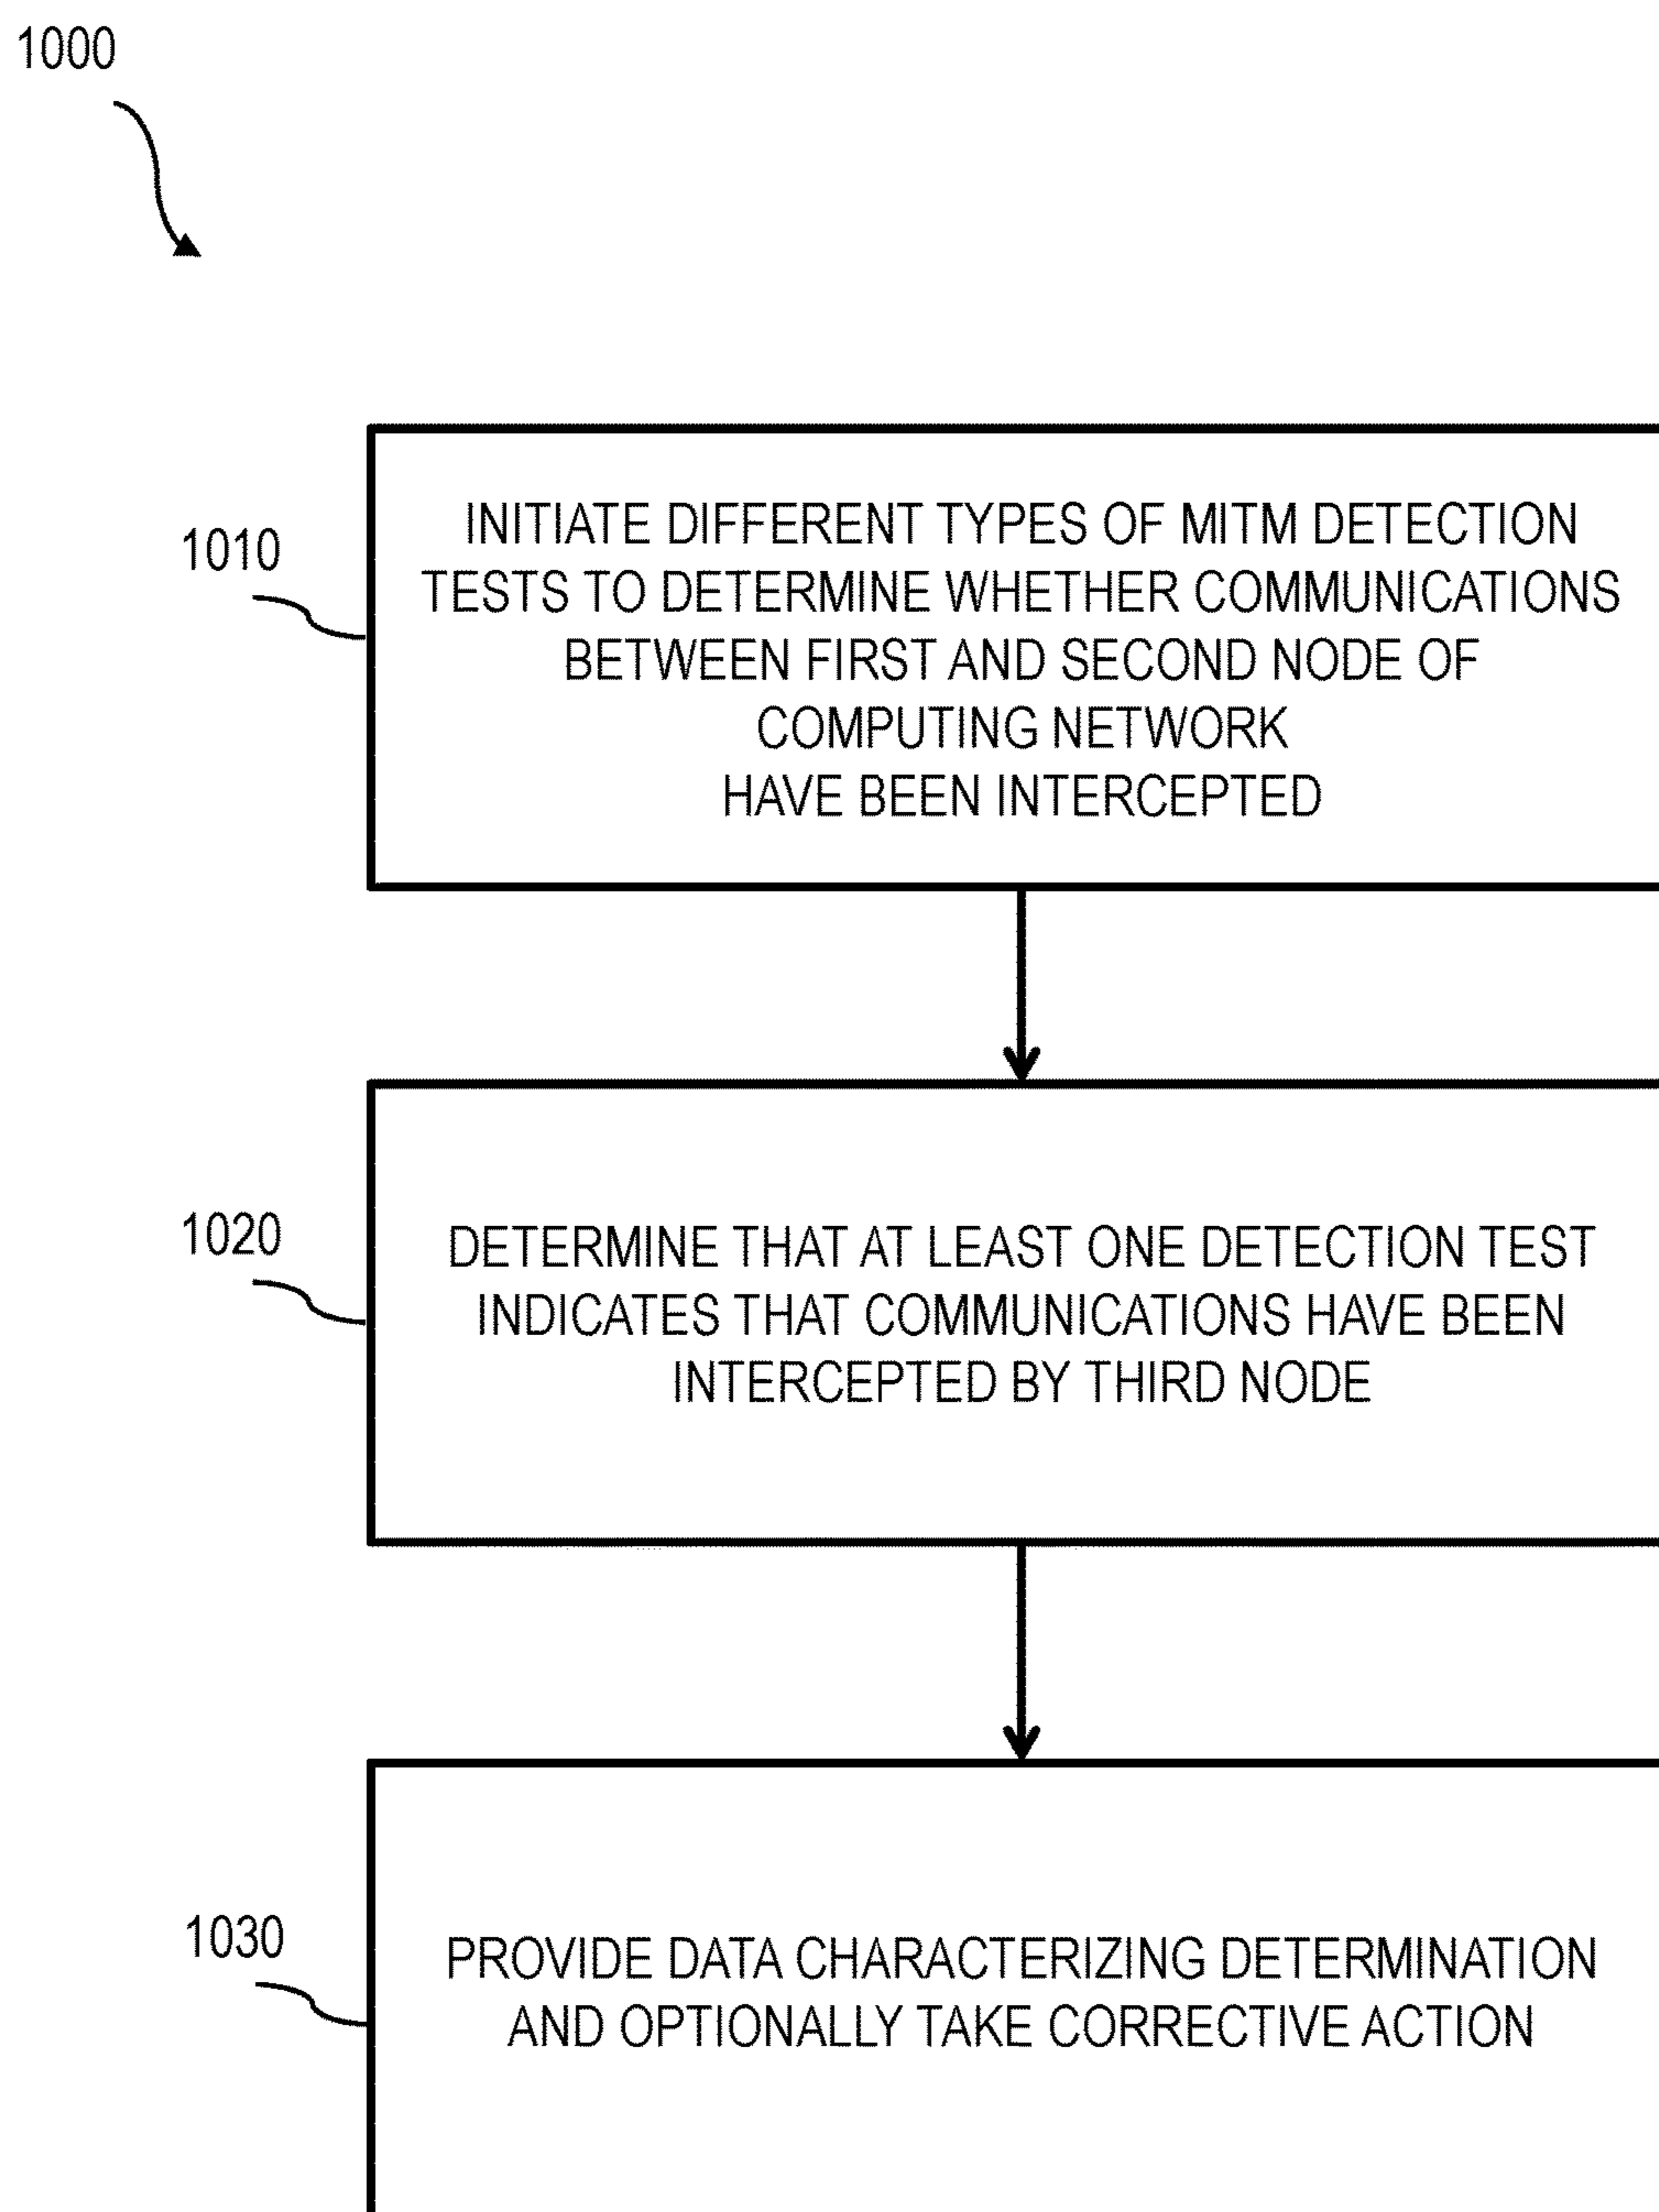 1000
1010
INITIATE DIFFERENT TYPES OF MITM DETECTION
TESTS TO DETERMINE WHETHER COMMUNICATIONS
BETWEEN FIRST AND SECOND NODE OF
COMPUTING NETWORK
HAVE BEEN INTERCEPTED
1020
DETERMINE THAT AT LEAST ONE DETECTION TEST
INDICATES THAT COMMUNICATIONS HAVE BEEN
INTERCEPTED BY THIRD NODE
1030
PROVIDE DATA CHARACTERIZING DETERMINATION
AND OPTIONALLY TAKE CORRECTIVE ACTION